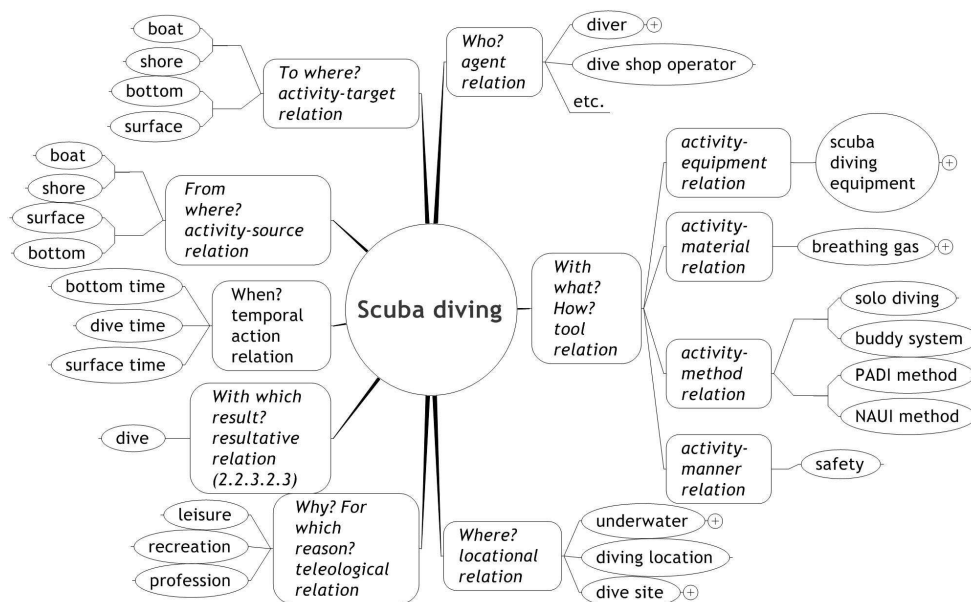 Scuba diving
Who?
agent
relation
diver
dive shop operator
etc.
With
what?
How?
tool
relation
activity-
equipment
relation
scuba
diving
equipment
activity-
material
relation
breathing gas
activity-
method
relation
solo diving
buddy system
PADI method
NAUI method
activity-
manner
relation
safety
Where?
locational
relation
underwater
diving location
dive site
To where?
activity-target
relation
boat
shore
bottom
surface
From
where?
activity-source
relation
boat
shore
surface
bottom
When?
temporal
action
relation
bottom time
dive time
surface time
With which
result?
resultative
relation
(2.2.3.2.3)
dive
Why? For
which
reason?
teleological
relation
leisure
recreation
profession